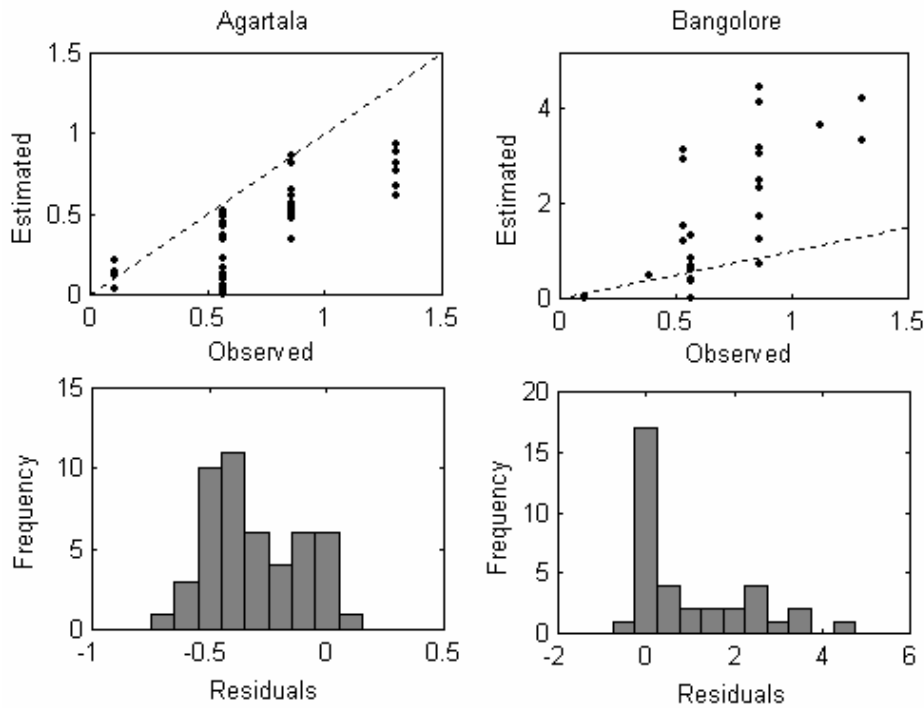 Agartala
1.5
1
0.5
0
Estimated
0 0.5 1 1.5
Observed
Bangolore
4
2
0
Estimated
0 0.5 1 1.5
Observed
15
10
5
0
Frequency
-1 -0.5 0 0.5
Residuals
20
15
10
5
0
Frequency
-2 0 2 4 6
Residuals